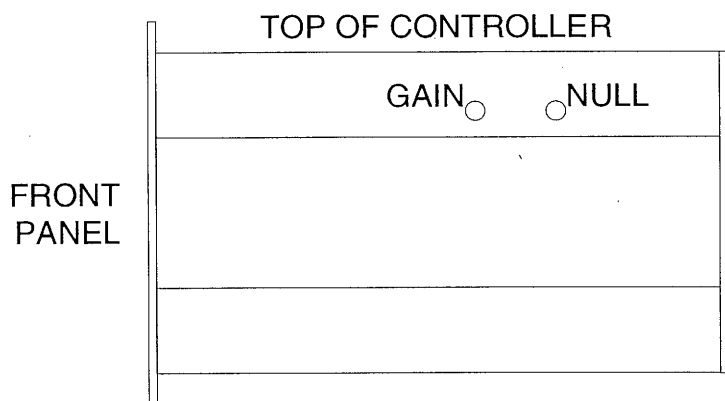 TOP OF CONTROLLER
GAIN
NULL
FRONT
PANEL